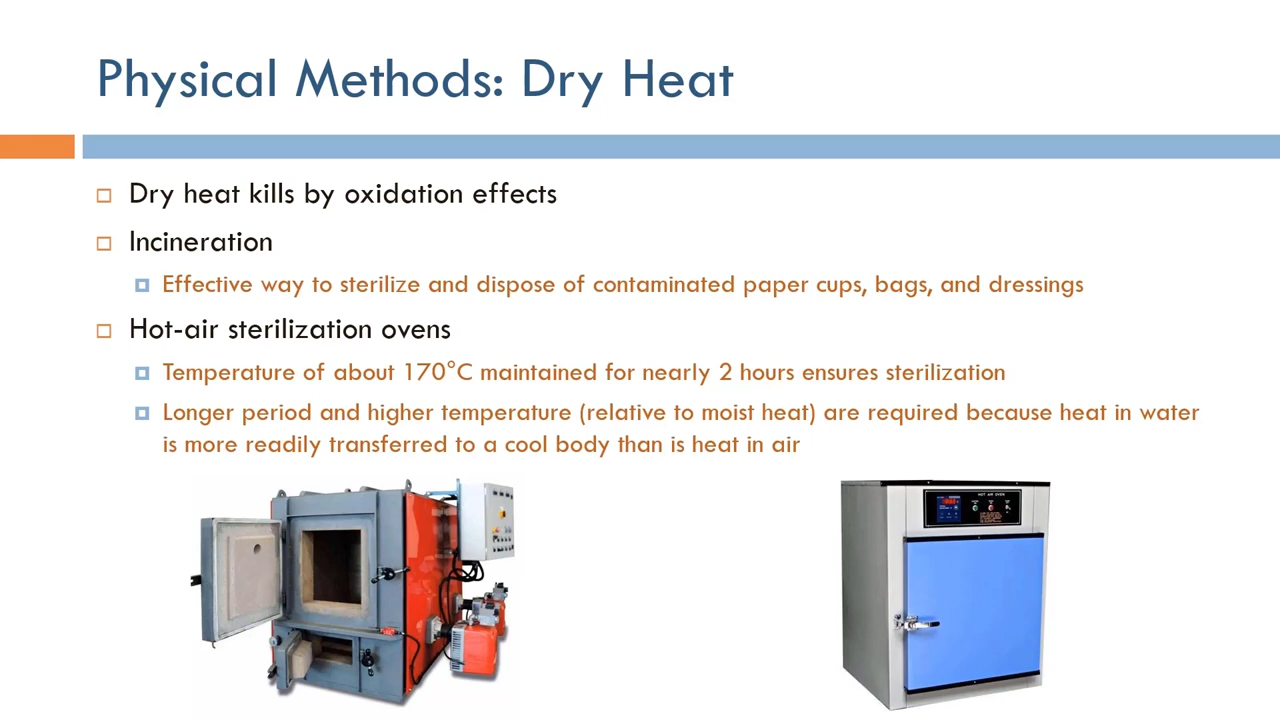 Physical Methods: Dry Heat
Dry heat kills by oxidation effects
Incineration
Effective way to sterilize and dispose of contaminated paper cups, bags, and dressings
Hot-air sterilization ovens
Temperature of about 170°C maintained for nearly 2 hours ensures sterilization
Longer period and higher temperature (relative to moist heat) are required because heat in water
is more readily transferred to a cool body than is heat in air
HOT AIR OVEN